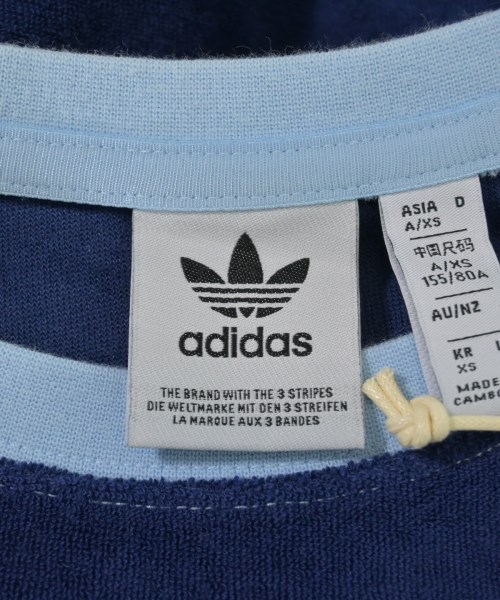 adidas
THE BRAND WITH THE 3 STRIPES
DIE WELTMARKE MIT DEN 3 STREIFEN
LA MARQUE AUX 3 BANDES
ASIA D
A/XS
中国尺码
A/XS
155/80A
AU/NZ
KR
XS
MADE